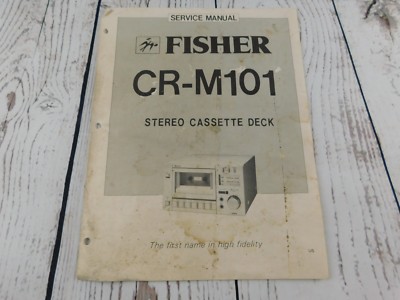 SERVICE MANUAL
FISHER
CR-M101
STEREO CASSETTE DECK
The first name in high fidelity